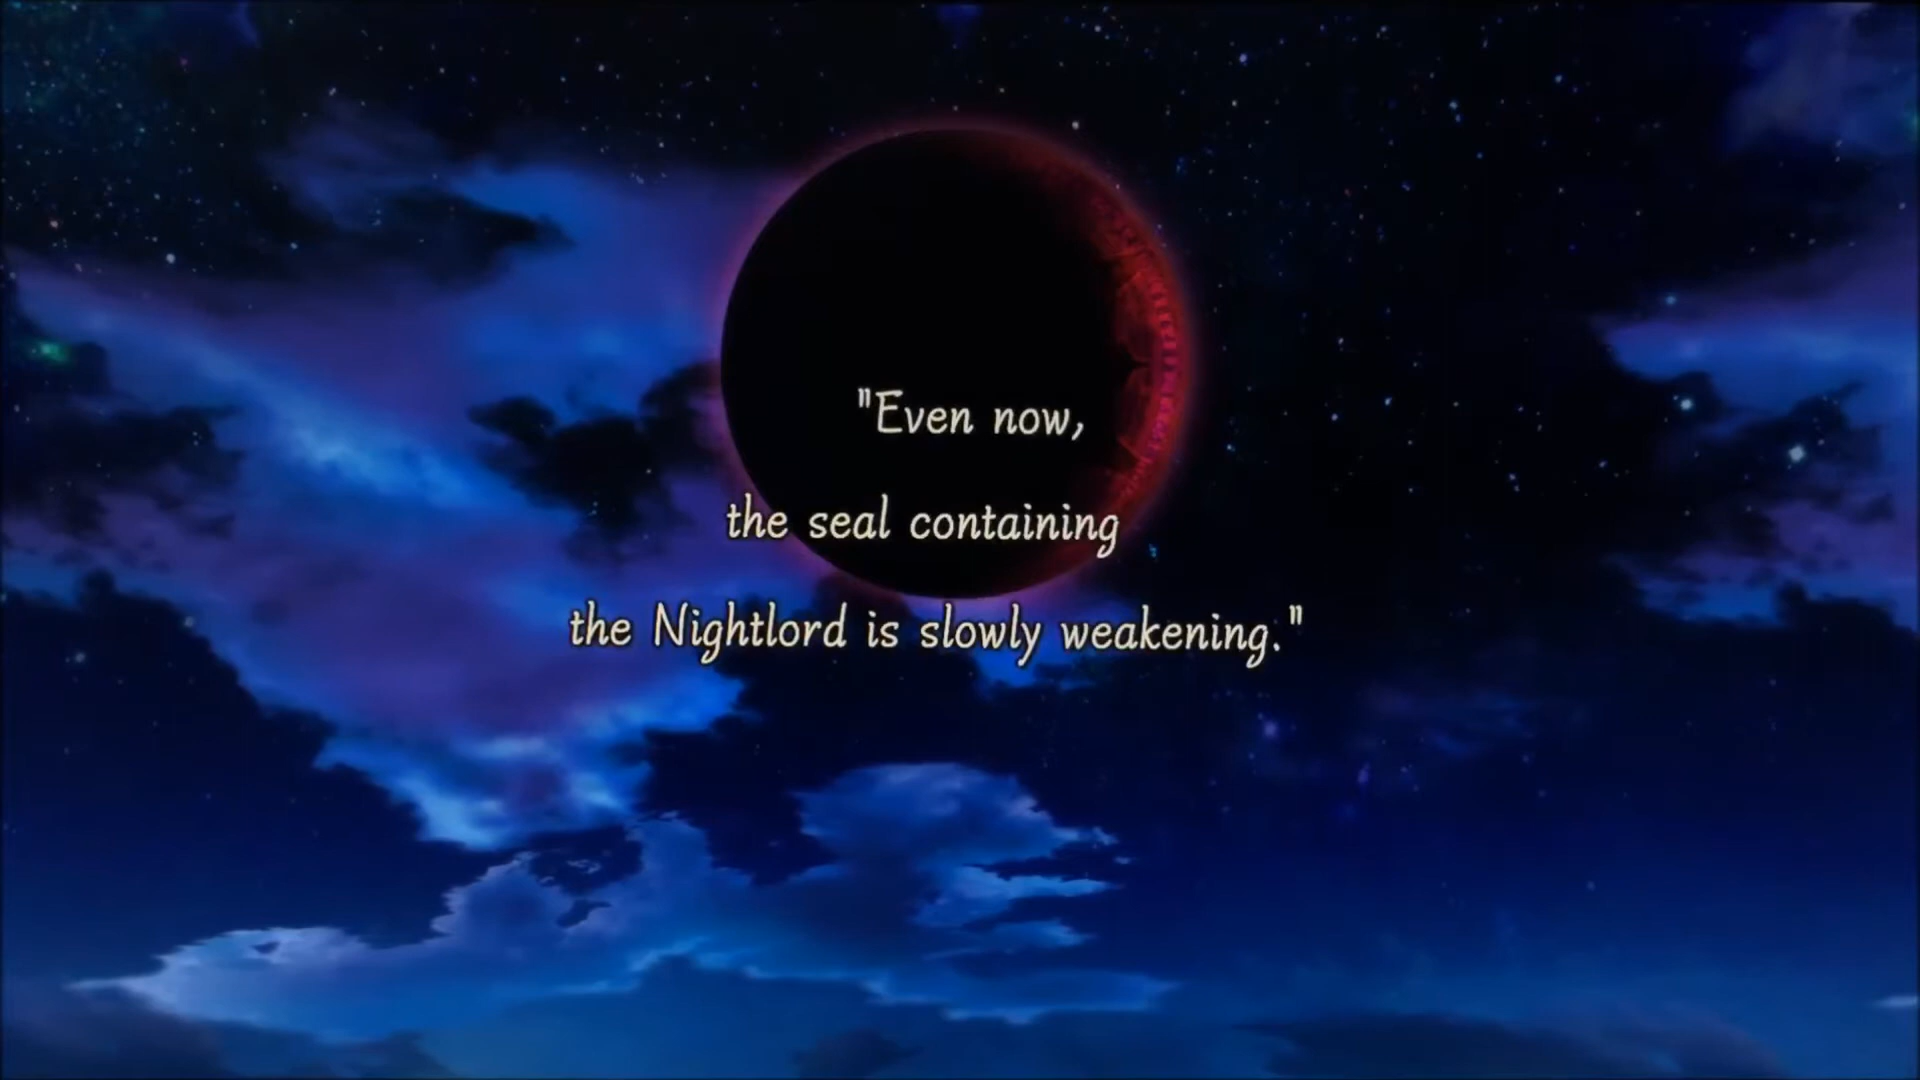 "Even now,
the seal containing
the Nightlord is slowly weakening."